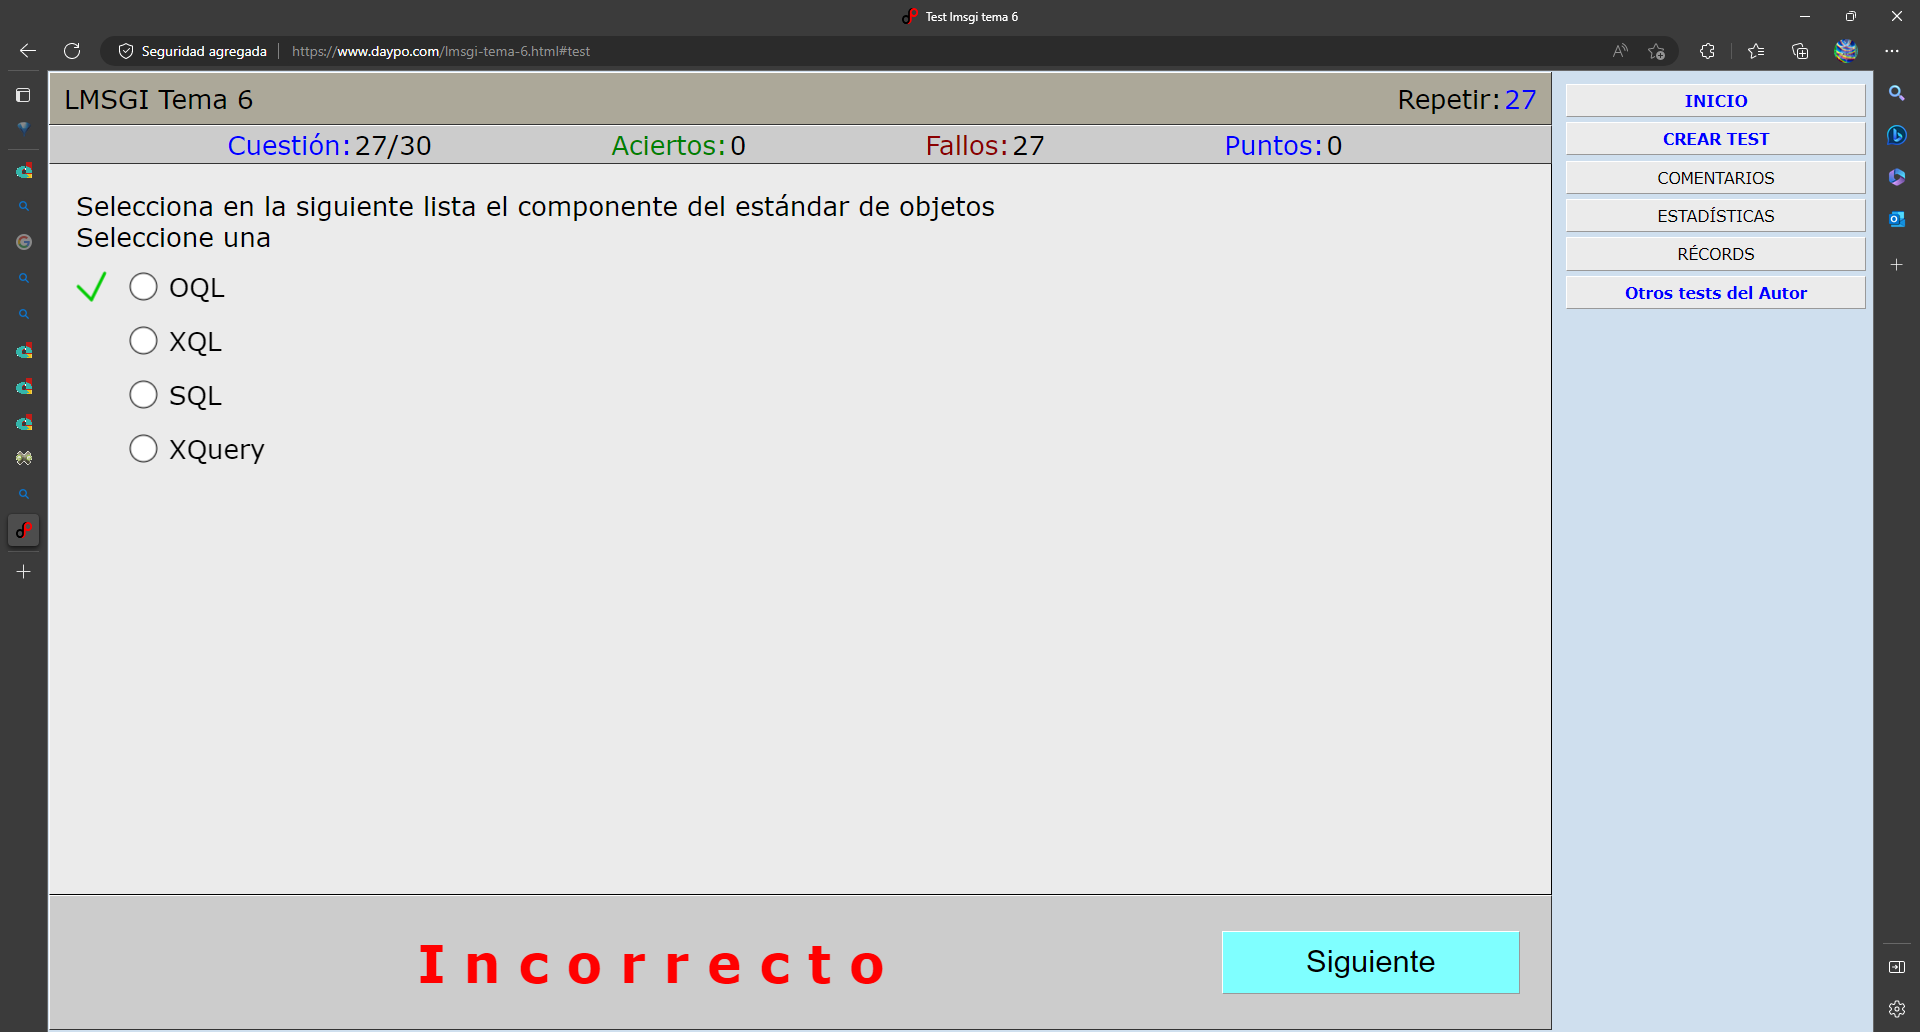 Test lmsgi tema 6
Seguridad agregada
https://www.daypo.com/lmsgi-tema-6.html#test
LMSGI Tema 6
Repetir:27
Cuestión:27/30
Aciertos:0
Fallos:27
Puntos:0
Selecciona en la siguiente lista el componente del estándar de objetos
Seleccione una
OQL
XQL
SQL
XQuery
Incorrecto
Siguiente
INICIO
CREAR TEST
COMENTARIOS
ESTADÍSTICAS
RÉCORDS
Otros tests del Autor